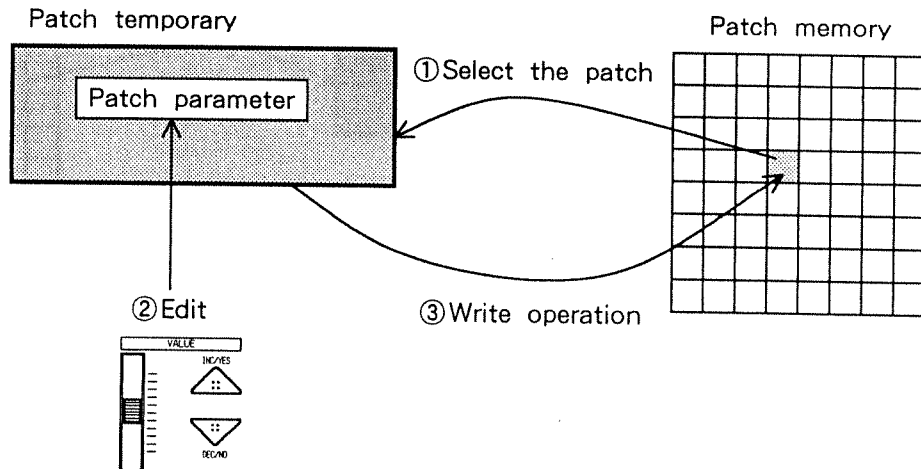 Patch temporary
Patch memory
①Select the patch
Patch parameter
②Edit
③Write operation
VALUE
INC/YES
DEC/NO